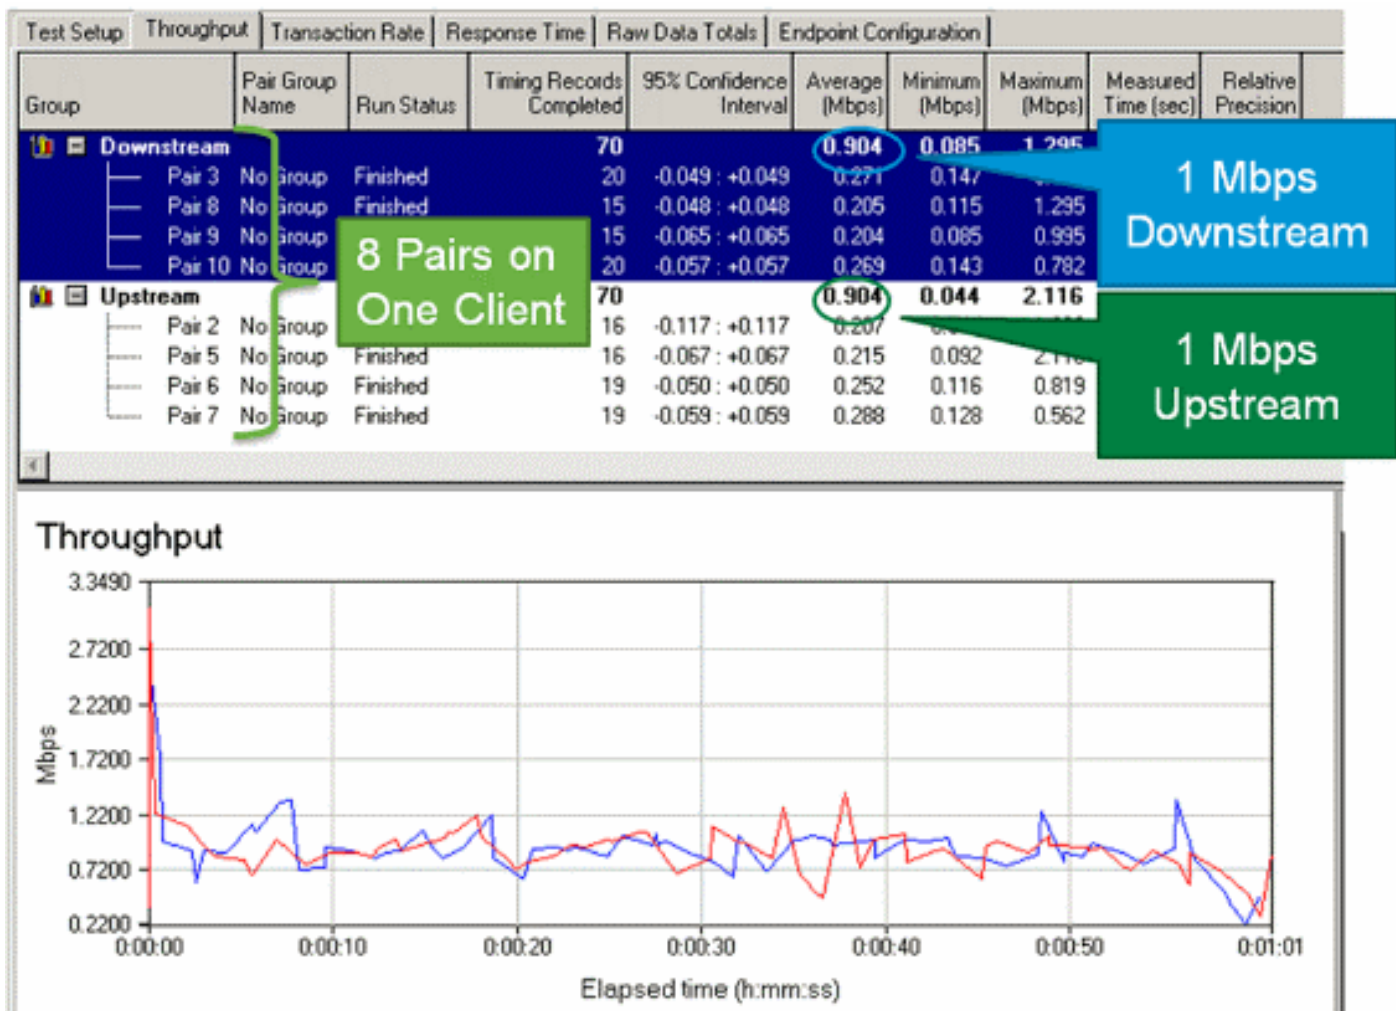 Test Setup Throughput Transaction Rate Response Time Raw Data Totals Endpoint Configuration
Group Pair Group Name Run Status Timing Records Completed 95% Confidence Interval Average (Mbps) Minimum (Mbps) Maximum (Mbps) Measured Time (sec) Relative Precision
Downstream 70 0.904 0.085 1.295
Pair 3 No Group Finished 20 -0.049 : +0.049 0.271 0.147
Pair 8 No Group Finished 15 -0.048 : +0.048 0.205 0.115 1.295
Pair 9 No Group 15 -0.065 : +0.065 0.204 0.085 0.995
Pair 10 No Group 20 -0.057 : +0.057 0.269 0.143 0.782
Upstream 70 0.904 0.044 2.116
Pair 2 No Group 16 -0.117 : +0.117 0.207
Pair 5 No Group Finished 16 -0.067 : +0.067 0.215 0.092 2.116
Pair 6 No Group Finished 19 -0.050 : +0.050 0.252 0.116 0.819
Pair 7 No Group Finished 19 -0.059 : +0.059 0.288 0.128 0.562
8 Pairs on
One Client
1 Mbps
Downstream
1 Mbps
Upstream
Throughput
3.3490
2.7200
2.2200
1.7200
1.2200
0.7200
0.2200
Mbps
0:00:00 0:00:10 0:00:20 0:00:30 0:00:40 0:00:50 0:01:01
Elapsed time (h:mm:ss)